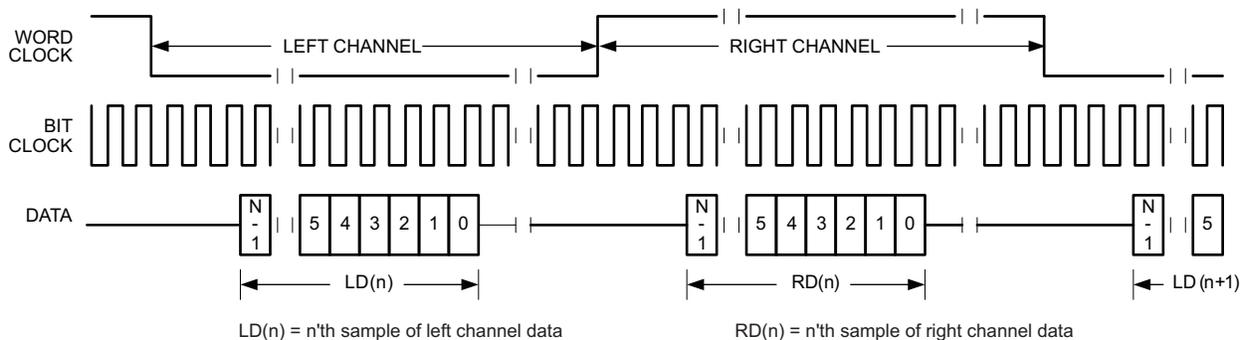 WORD
CLOCK
LEFT CHANNEL
RIGHT CHANNEL
BIT
CLOCK
DATA
N
-
1
5 4 3 2 1 0
N
-
1
5 4 3 2 1 0
N
-
1
5
LD(n)
RD(n)
LD (n+1)
LD(n) = n'th sample of left channel data
RD(n) = n'th sample of right channel data